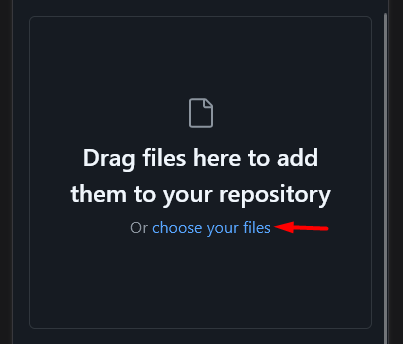 Drag files here to add
them to your repository
Or choose your files